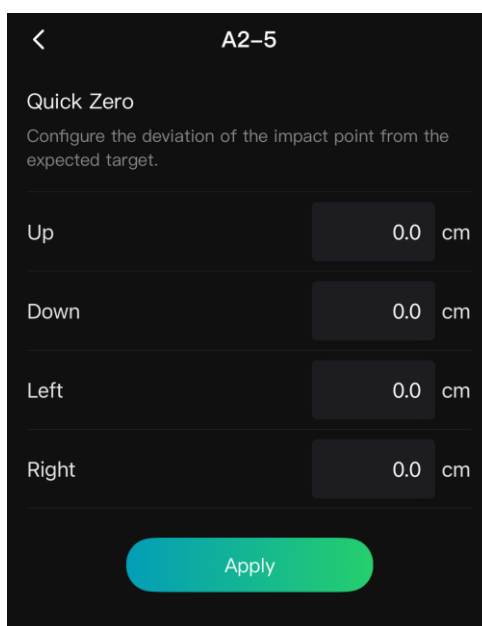 A2-5
Quick Zero
Configure the deviation of the impact point from the
expected target.
Up 0.0 cm
Down 0.0 cm
Left 0.0 cm
Right 0.0 cm
Apply